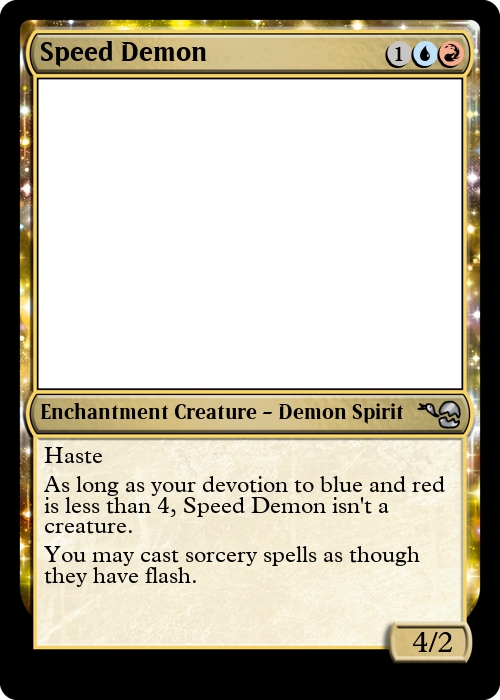 Speed Demon 1
Enchantment Creature – Demon Spirit
Haste
As long as your devotion to blue and red
is less than 4, Speed Demon isn't a
creature.
You may cast sorcery spells as though
they have flash.
4/2